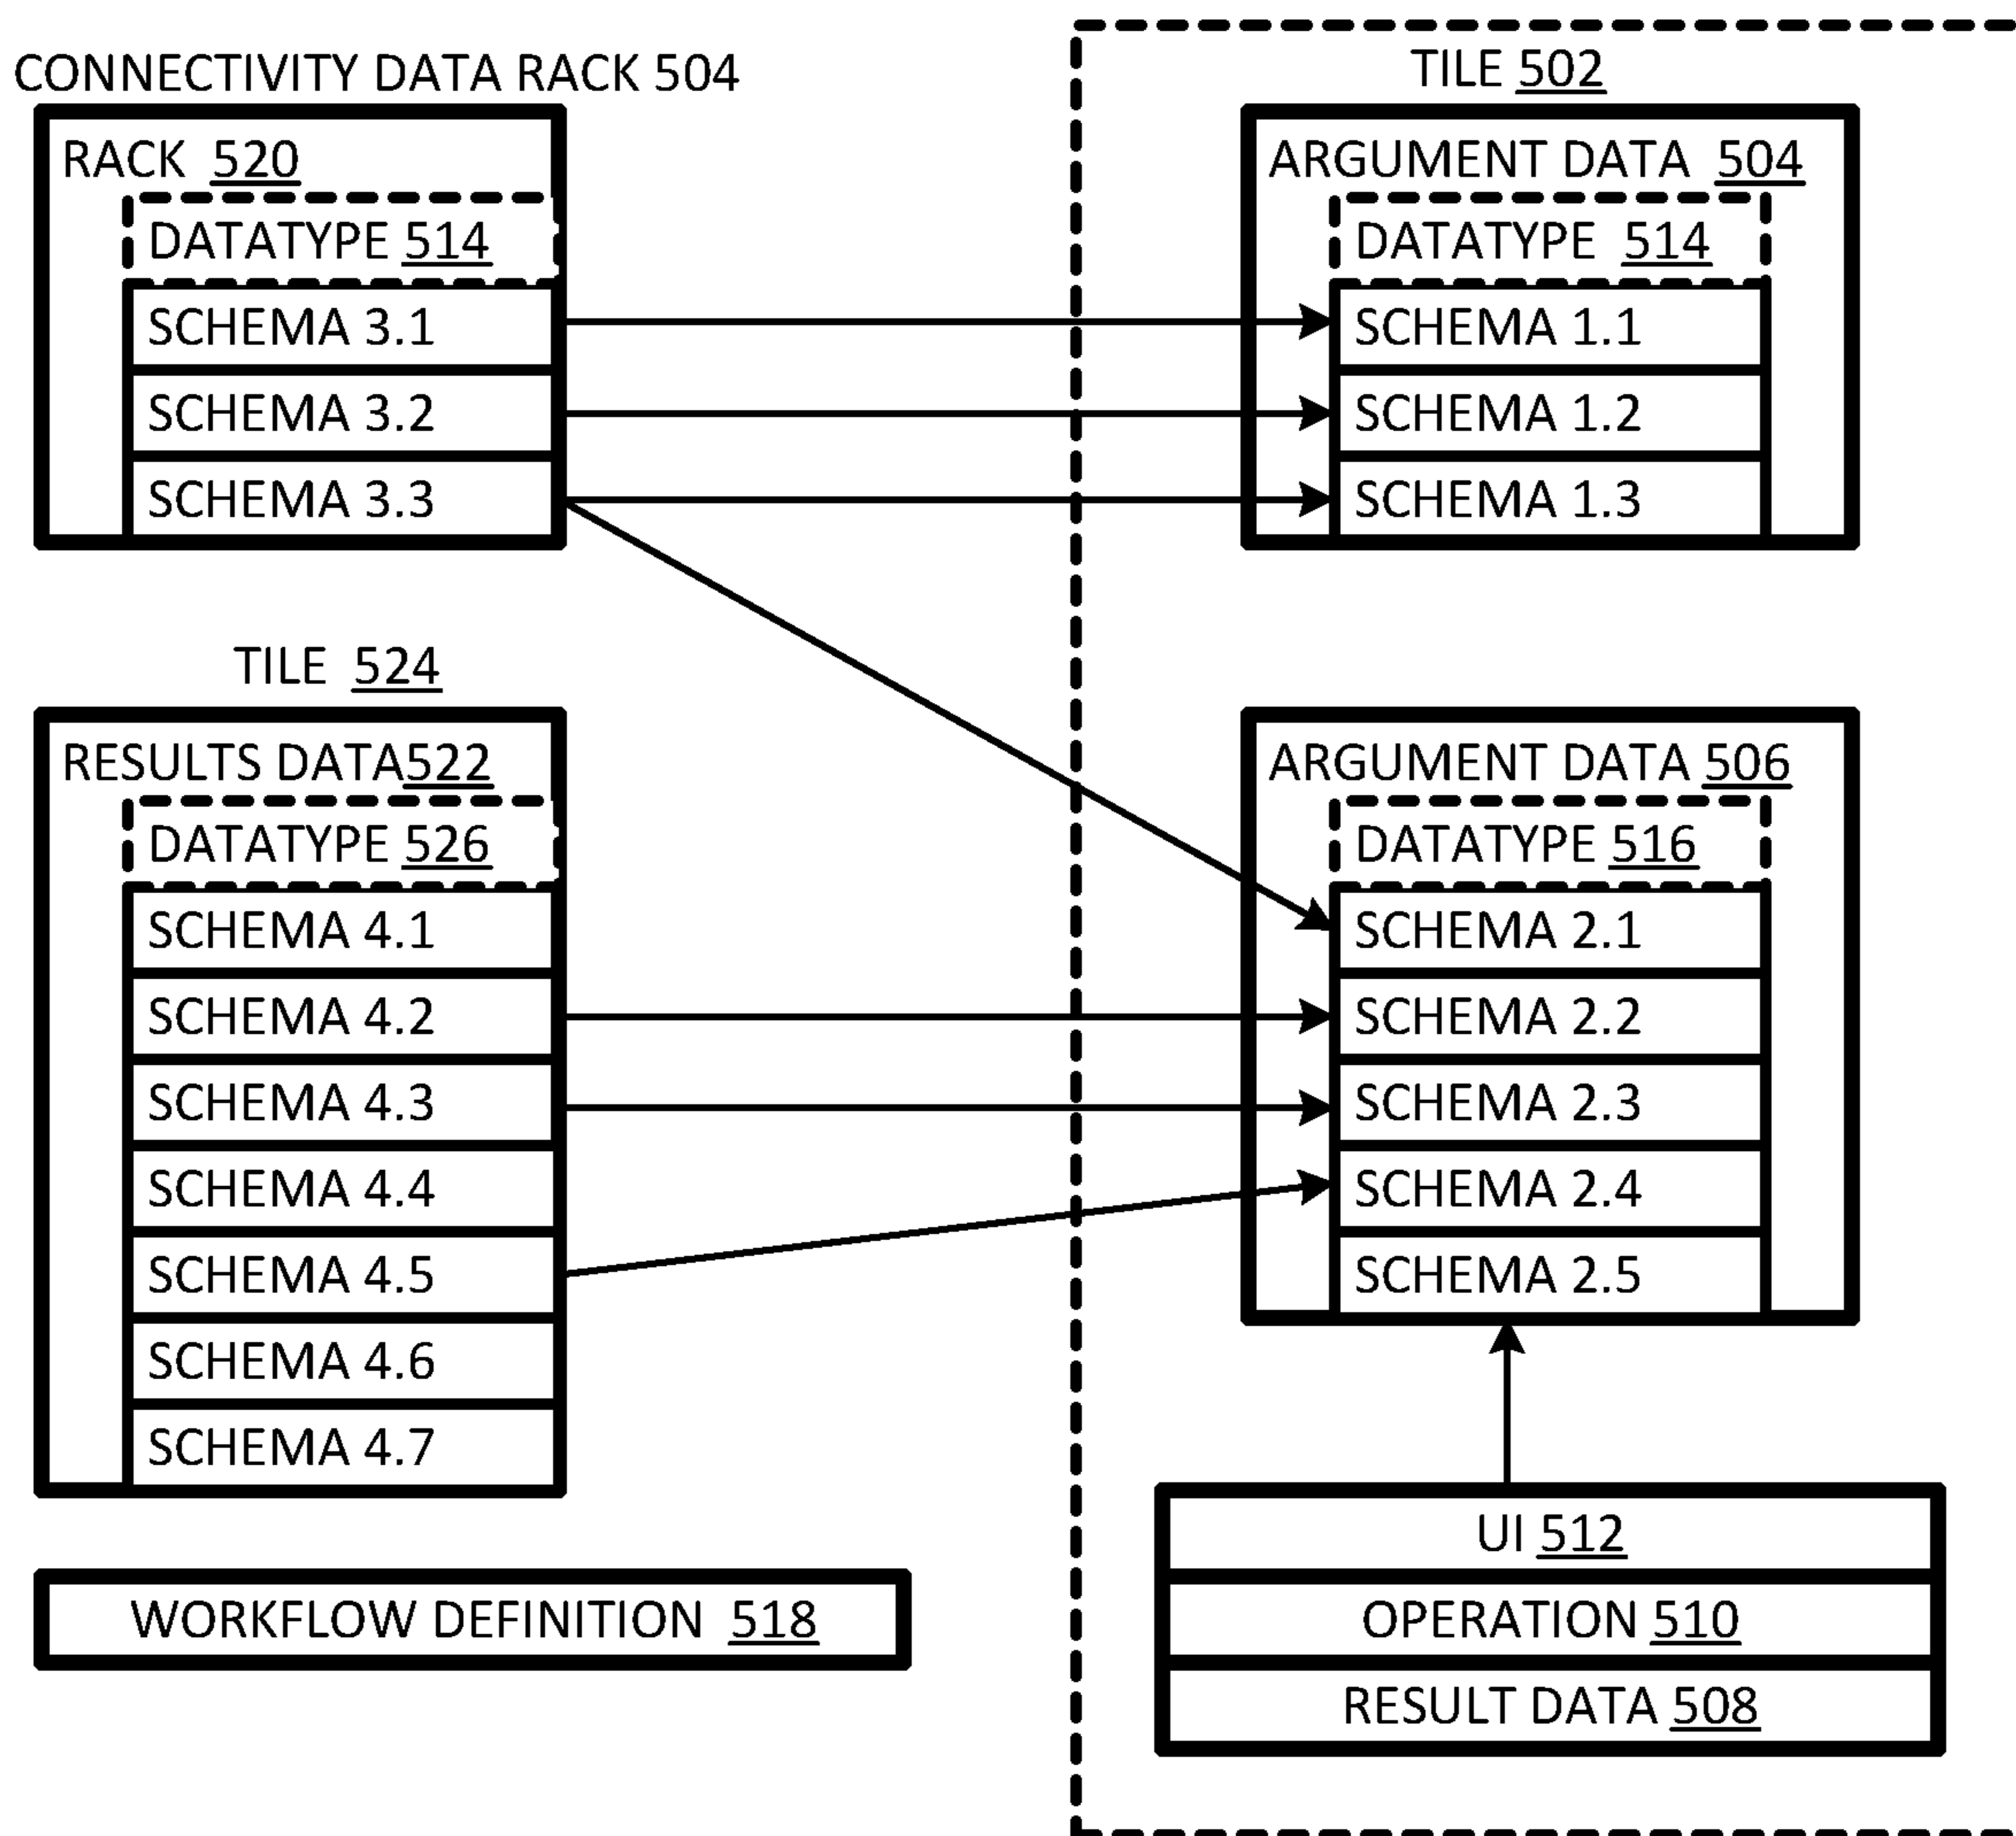 CONNECTIVITY DATA RACK 504
RACK 520
DATATYPE 514
SCHEMA 3.1
SCHEMA 3.2
SCHEMA 3.3
TILE 524
RESULTS DATA522
DATATYPE 526
SCHEMA 4.1
SCHEMA 4.2
SCHEMA 4.3
SCHEMA 4.4
SCHEMA 4.5
SCHEMA 4.6
SCHEMA 4.7
WORKFLOW DEFINITION 518
TILE 502
ARGUMENT DATA 504
DATATYPE 514
SCHEMA 1.1
SCHEMA 1.2
SCHEMA 1.3
ARGUMENT DATA 506
DATATYPE 516
SCHEMA 2.1
SCHEMA 2.2
SCHEMA 2.3
SCHEMA 2.4
SCHEMA 2.5
UI 512
OPERATION 510
RESULT DATA 508